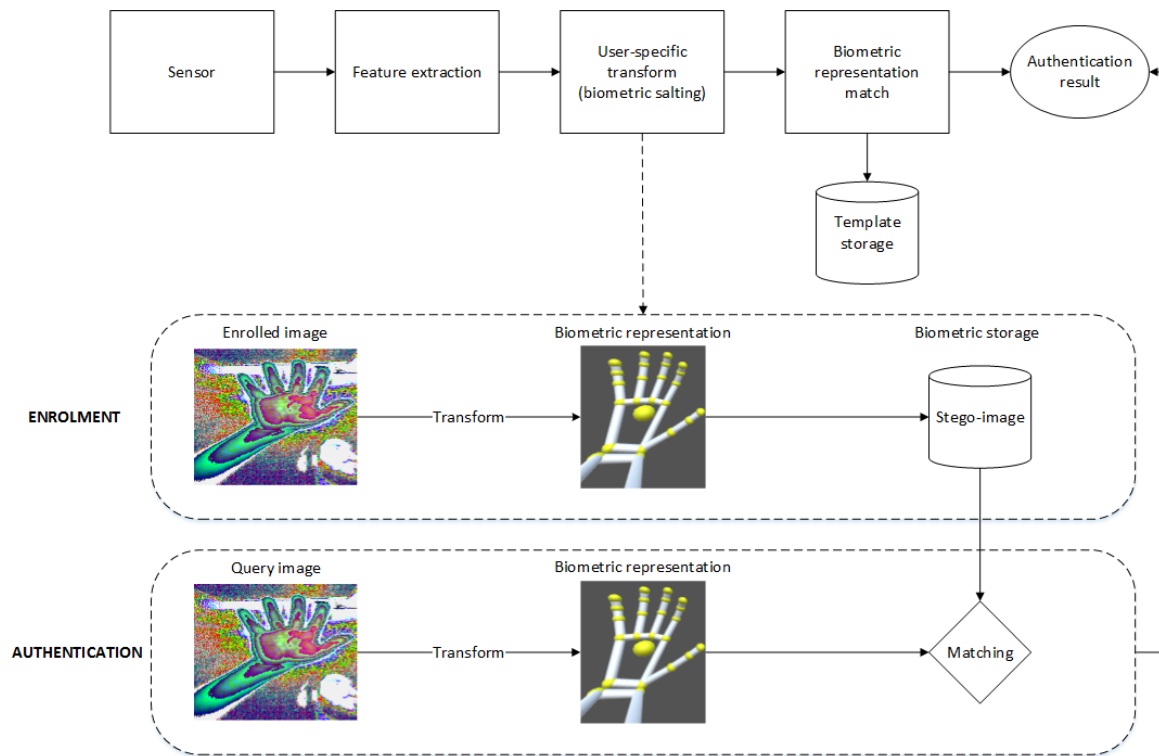 Sensor
Feature extraction
User-specific
transform
(biometric salting)
Biometric
representation
match
Authentication
result
Template
storage
Enrolled image
Biometric representation
Biometric storage
ENROLMENT
Transform
Stego-image
Query image
Biometric representation
AUTHENTICATION
Transform
Matching